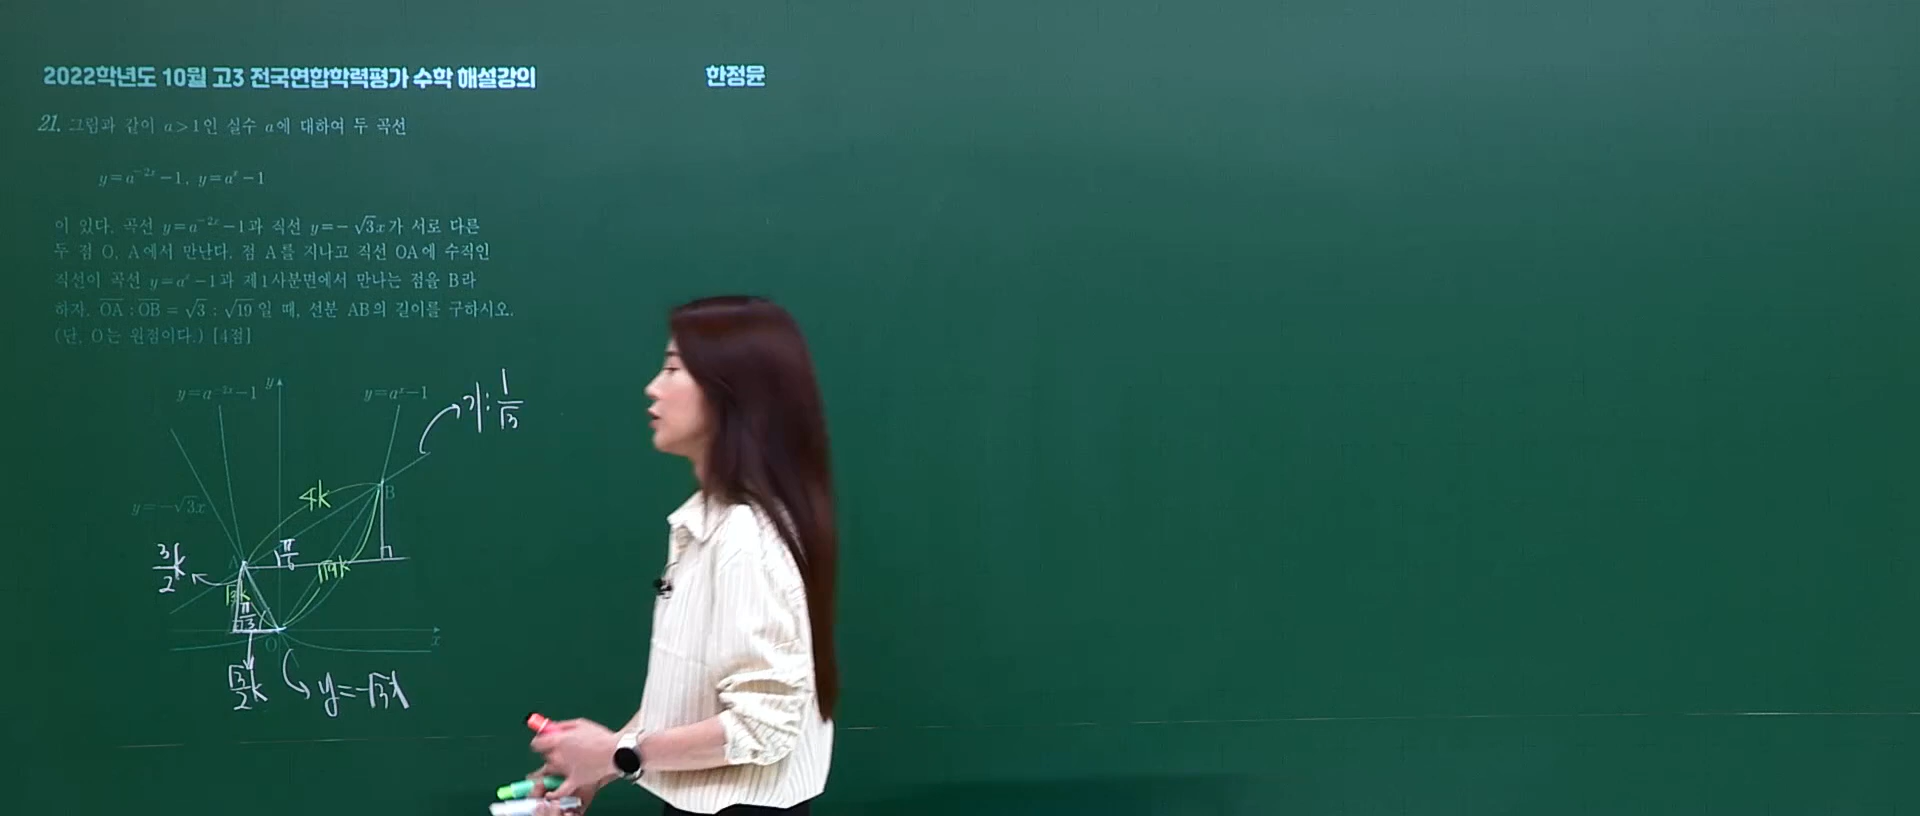 2022학년도 10월 고3 전국연합학력평가 수학 해설강의
한정윤
21. 그림과 같이 a>1인 실수 a에 대하여 두 곡선
y=a^{-2x}-1, y=a^x-1
이 있다. 곡선 y=a^{-2x}-1과 직선 y=-√3x가 서로 다른
두 점 O, A에서 만난다. 점 A를 지나고 직선 OA에 수직인
직선이 곡선 y=a^x-1과 제1사분면에서 만나는 점을 B라
하자. OA : OB = √3 : √19일 때, 선분 AB의 길이를 구하시오.
(단, O는 원점이다.) [4점]
y=a^{-2x}-1
y
y=a^x-1
기: 1/√3
4k
B
y=-√3x
3/2 k
A
π/6
√19k
√3k
π/3
O
x
√3/2 k
y=-√3x